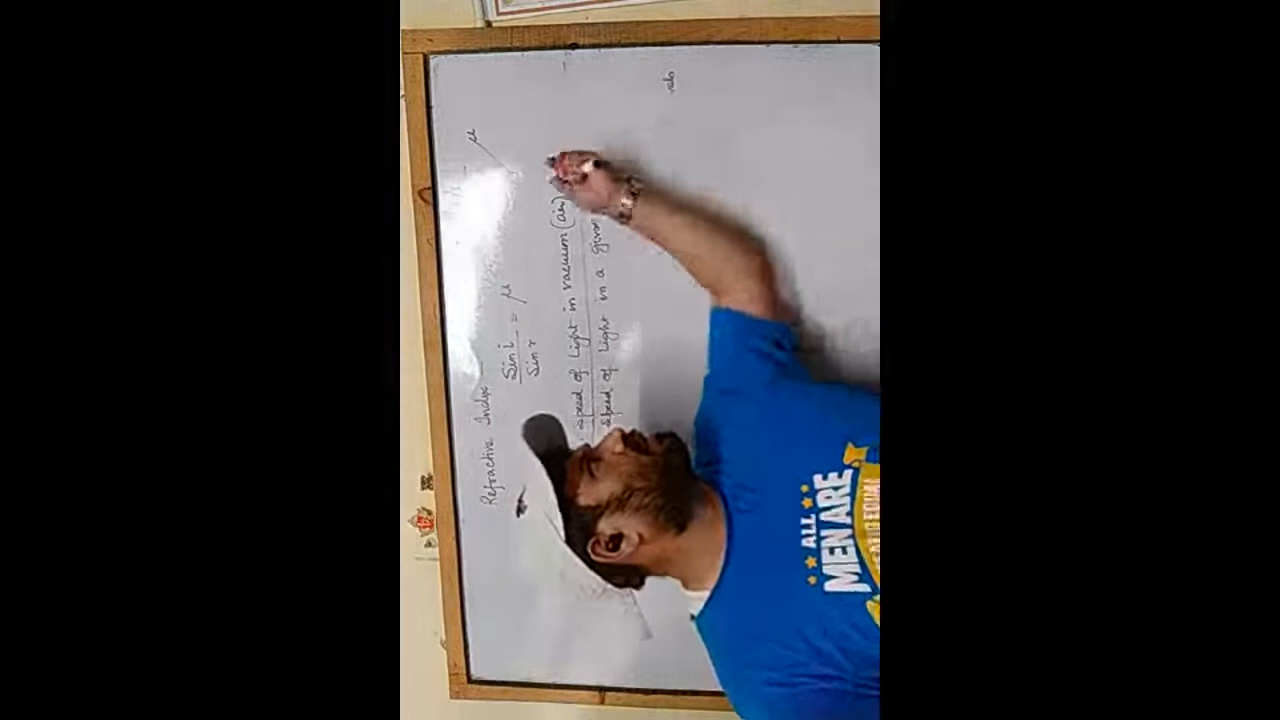 Refractive Index —
Sin i
Sin r
= μ
μ
speed of Light in vacuum (air)
speed of Light in a given
ALL
MEN ARE